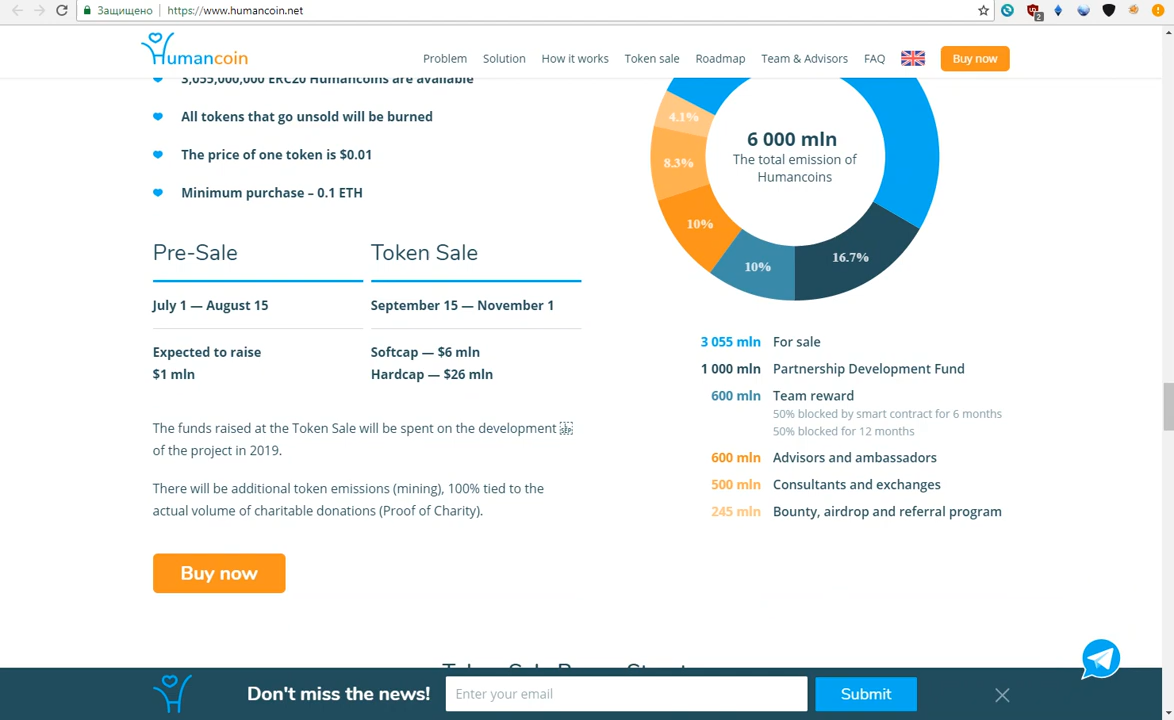 Защищено
https://www.humancoin.net
2
Humancoin
Problem
Solution
How it works
Token sale
Roadmap
Team & Advisors
FAQ
Buy now
3,055,000,000 ERC20 Humancoins are available
All tokens that go unsold will be burned
The price of one token is $0.01
Minimum purchase – 0.1 ETH
Pre-Sale
July 1 — August 15
Expected to raise
$1 mln
Token Sale
September 15 — November 1
Softcap — $6 mln
Hardcap — $26 mln
The funds raised at the Token Sale will be spent on the development
of the project in 2019.
There will be additional token emissions (mining), 100% tied to the
actual volume of charitable donations (Proof of Charity).
Buy now
4.1%
8.3%
10%
10%
16.7%
6 000 mln
The total emission of
Humancoins
3 055 mln For sale
1 000 mln Partnership Development Fund
600 mln Team reward
50% blocked by smart contract for 6 months
50% blocked for 12 months
600 mln Advisors and ambassadors
500 mln Consultants and exchanges
245 mln Bounty, airdrop and referral program
Don't miss the news!
Enter your email
Submit